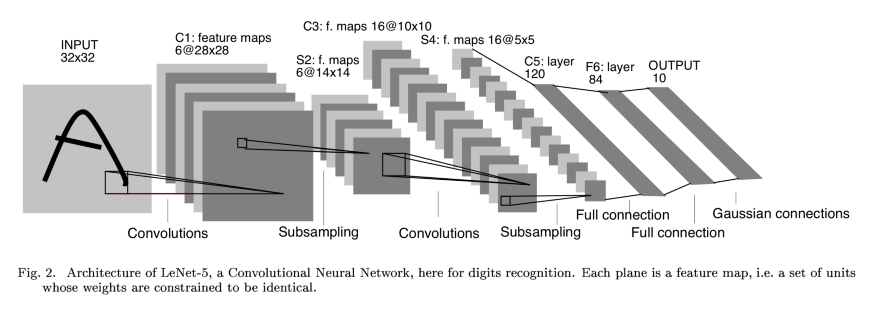 INPUT
32x32
C1: feature maps
6@28x28
C3: f. maps 16@10x10
S2: f. maps
6@14x14
S4: f. maps 16@5x5
C5: layer
120
F6: layer
84
OUTPUT
10
Convolutions
Subsampling
Convolutions
Subsampling
Full connection
Full connection
Gaussian connections
Fig. 2. Architecture of LeNet-5, a Convolutional Neural Network, here for digits recognition. Each plane is a feature map, i.e. a set of units
whose weights are constrained to be identical.
A